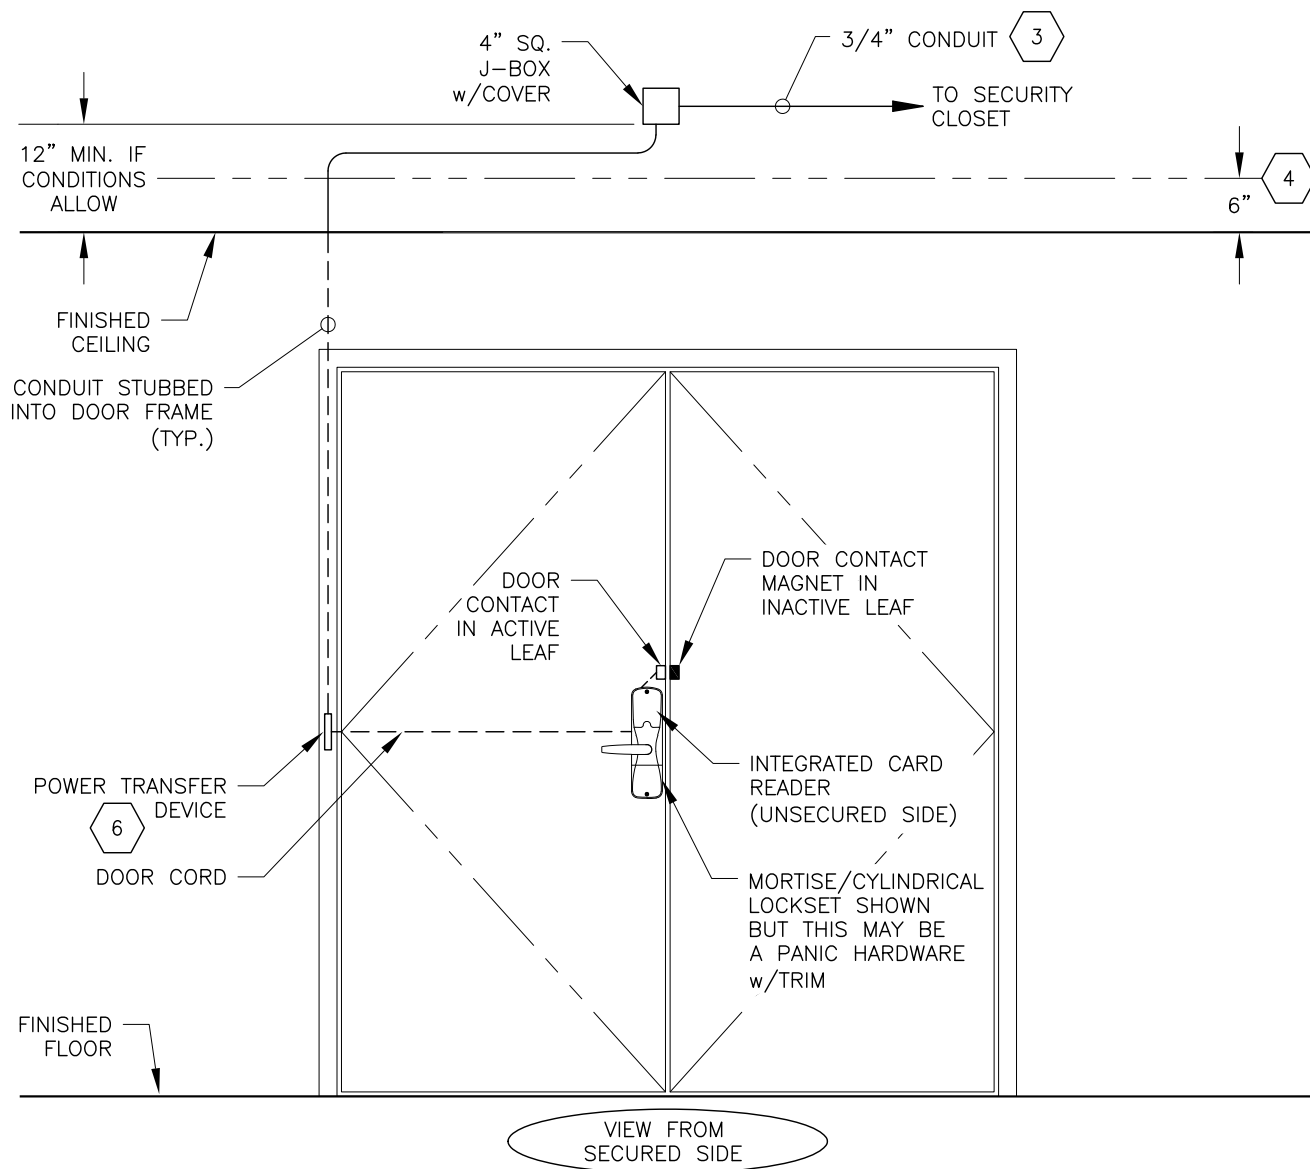 4" SQ.
J-BOX
w/COVER
3/4" CONDUIT
3
TO SECURITY
CLOSET
12" MIN. IF
CONDITIONS
ALLOW
4
6"
FINISHED
CEILING
CONDUIT STUBBED
INTO DOOR FRAME
(TYP.)
DOOR
CONTACT
IN ACTIVE
LEAF
DOOR CONTACT
MAGNET IN
INACTIVE LEAF
POWER TRANSFER
DEVICE
6
DOOR CORD
INTEGRATED CARD
READER
(UNSECURED SIDE)
MORTISE/CYLINDRICAL
LOCKSET SHOWN
BUT THIS MAY BE
A PANIC HARDWARE
w/TRIM
FINISHED
FLOOR
VIEW FROM
SECURED SIDE